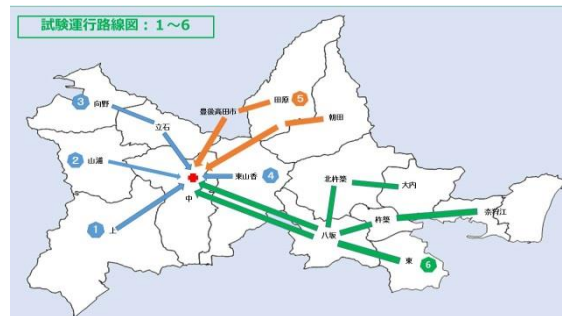 試験運行路線図：１～６
3 向野
立石
豊後高田市
田原 5
朝田
2 山浦
東山香 4
中
1 上
北杵築
大内
八坂
杵築
奈狩江
東 6